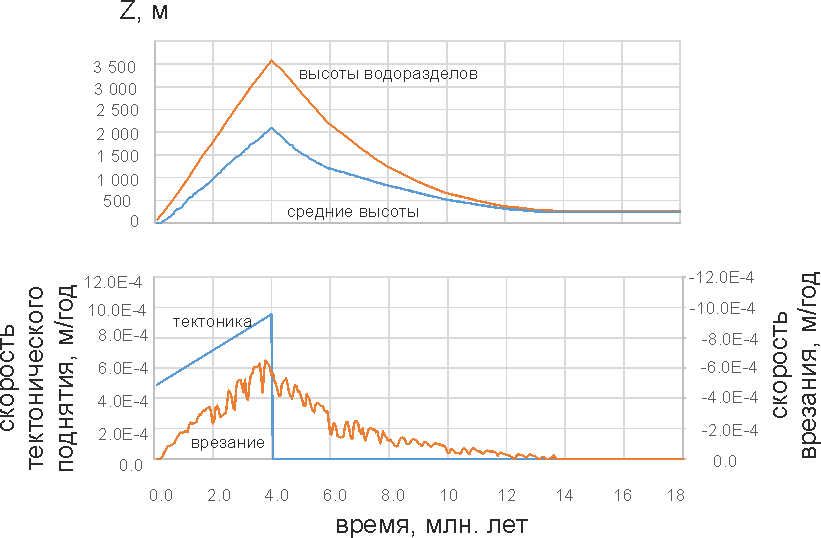 Z, м
3 500
3 000
2 500
2 000
1 500
1 000
500
0
высоты водоразделов
средние высоты
скорость
тектонического
поднятия, м/год
12.0E-4
10.0E-4
8.0E-4
6.0E-4
4.0E-4
2.0E-4
0.0
тектоника
врезание
-12.0E-4
-10.0E-4
-8.0E-4
-6.0E-4
-4.0E-4
-2.0E-4
0.0
скорость
врезания, м/год
0.0 2.0 4.0 6.0 8.0 10 12 14 16 18
время, млн. лет